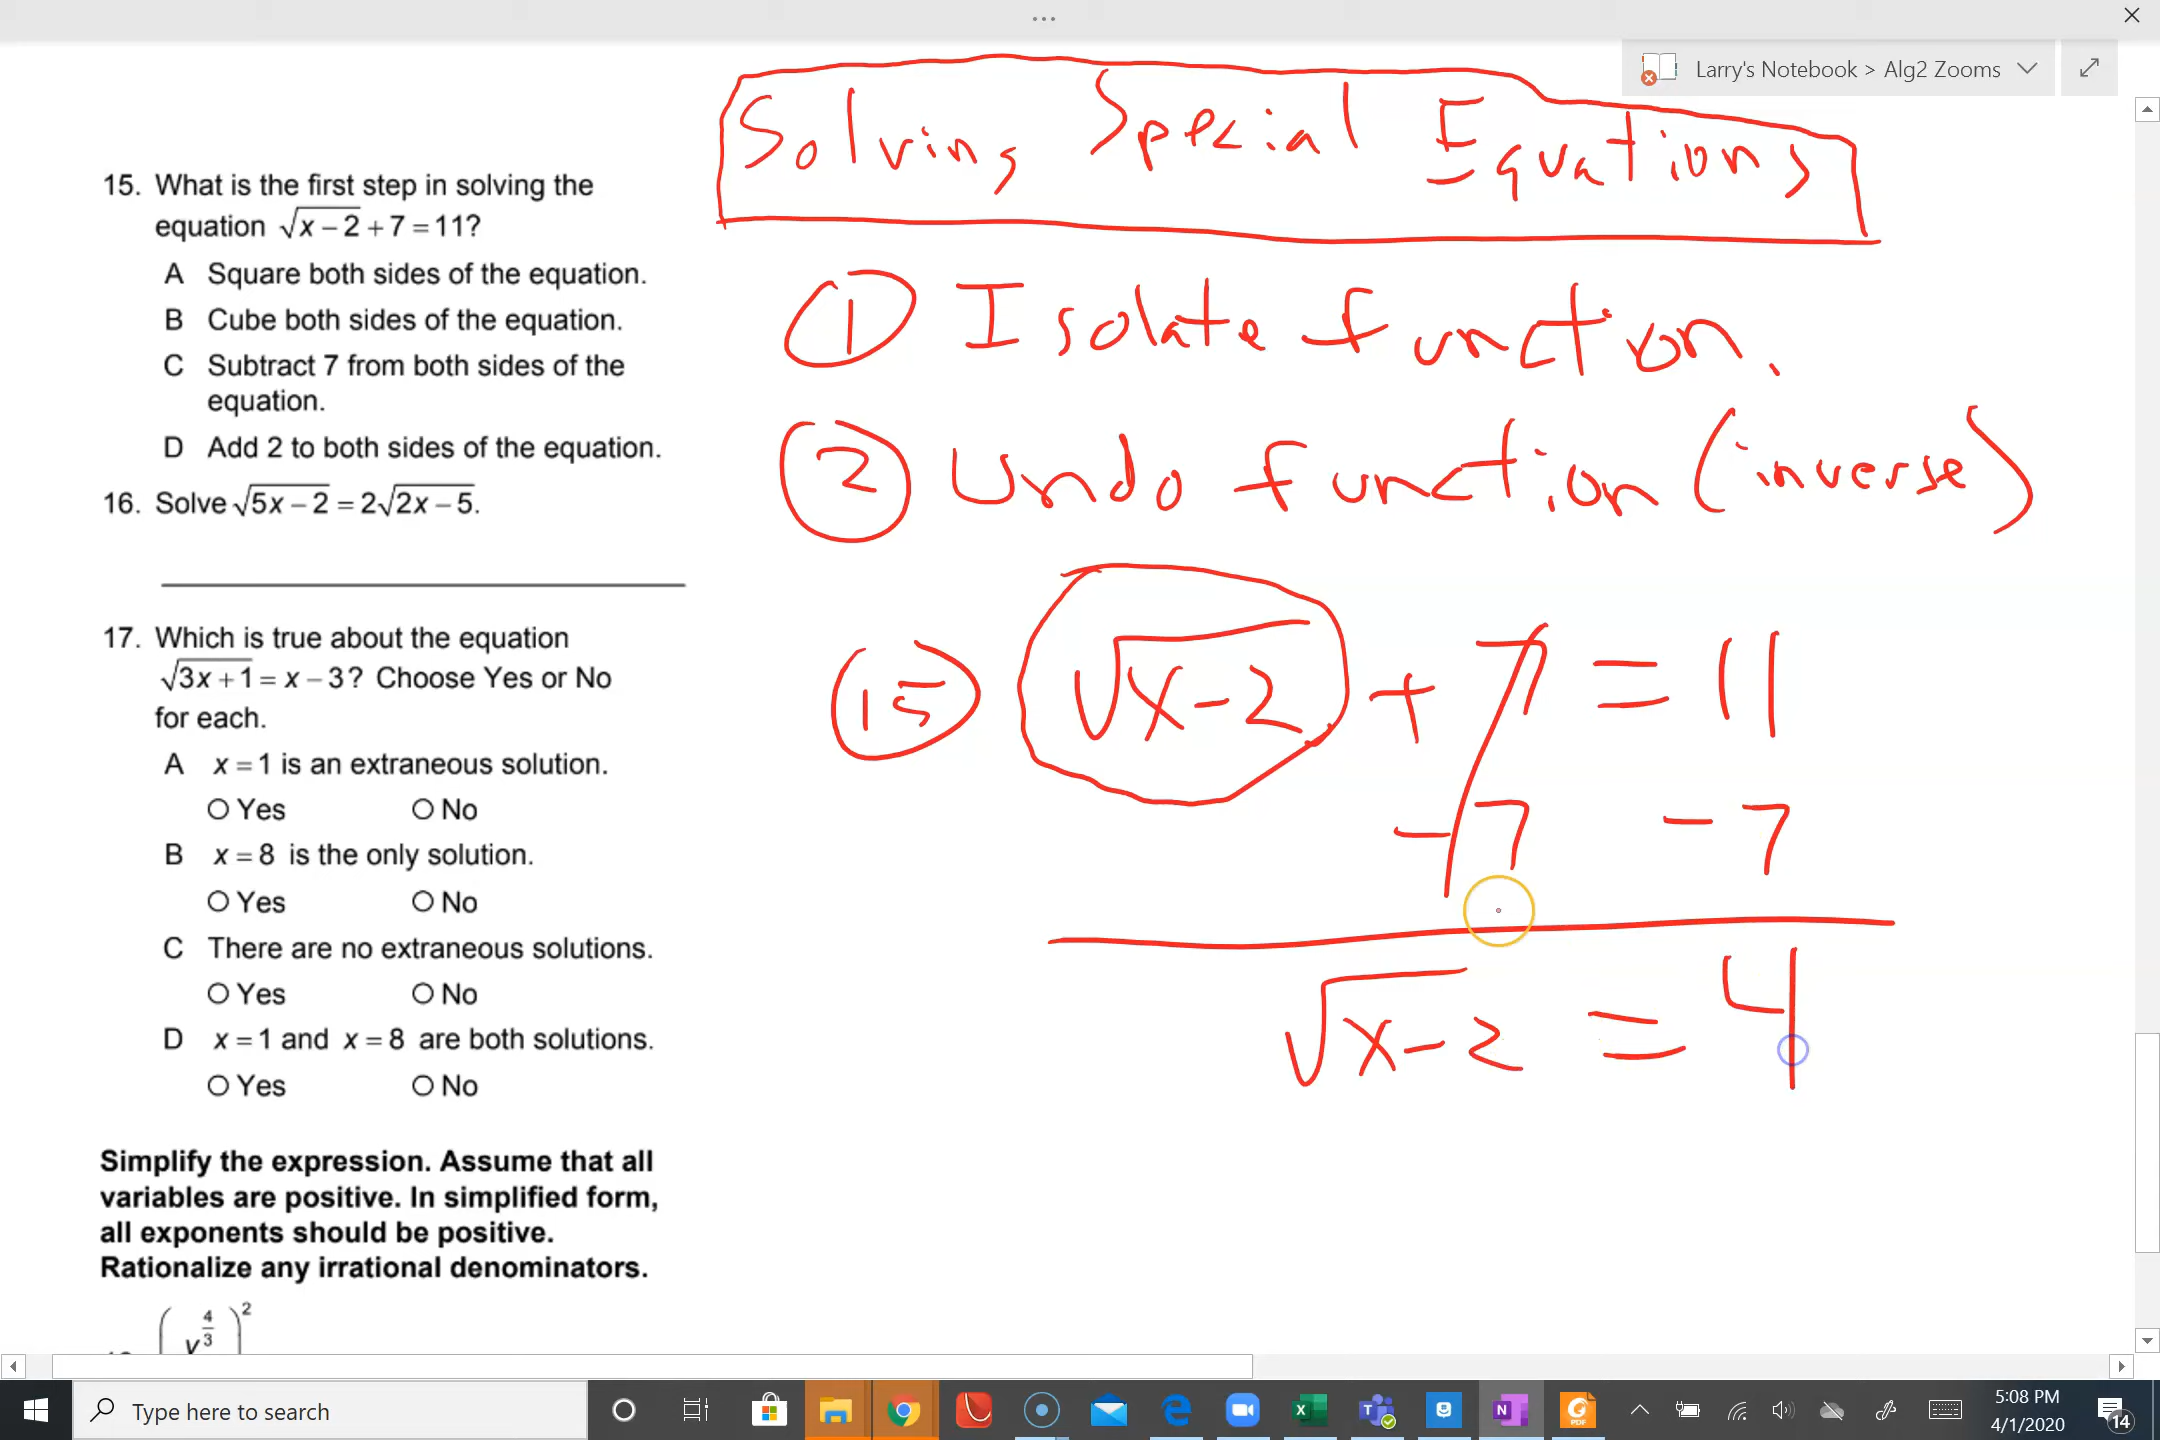 Larry's Notebook > Alg2 Zooms
Solving Special Equations
① Isolate function.
② Undo function (inverse)
⑮ √x-2 + 7 = 11
-7 -7
√x-2 = 4
15. What is the first step in solving the
equation √x – 2 + 7 = 11?
A Square both sides of the equation.
B Cube both sides of the equation.
C Subtract 7 from both sides of the
equation.
D Add 2 to both sides of the equation.
16. Solve √5x – 2 = 2√2x – 5.
17. Which is true about the equation
√3x + 1 = x – 3? Choose Yes or No
for each.
A x = 1 is an extraneous solution.
Yes No
B x = 8 is the only solution.
Yes No
C There are no extraneous solutions.
Yes No
D x = 1 and x = 8 are both solutions.
Yes No
Simplify the expression. Assume that all
variables are positive. In simplified form,
all exponents should be positive.
Rationalize any irrational denominators.
Type here to search
5:08 PM
4/1/2020
14